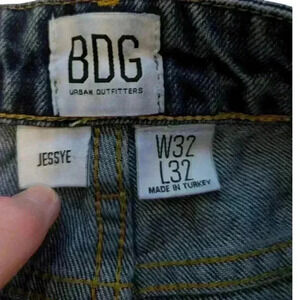 BDG
URBAN OUTFITTERS
JESSYE
W32
L32
MADE IN TURKEY